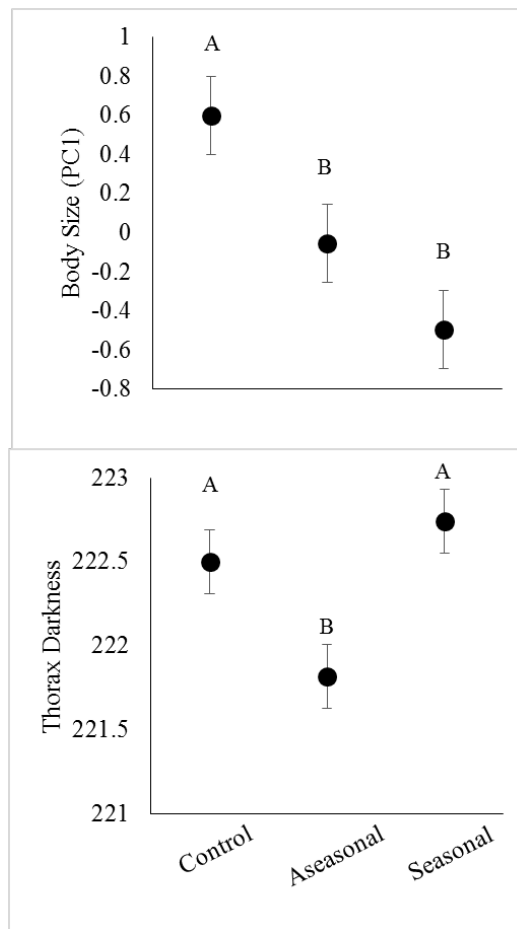 1
0.8
0.6
0.4
0.2
0
-0.2
-0.4
-0.6
-0.8
Body Size (PC1)
A
B
B
223
222.5
222
221.5
221
Thorax Darkness
A
B
A
Control
Aseasonal
Seasonal